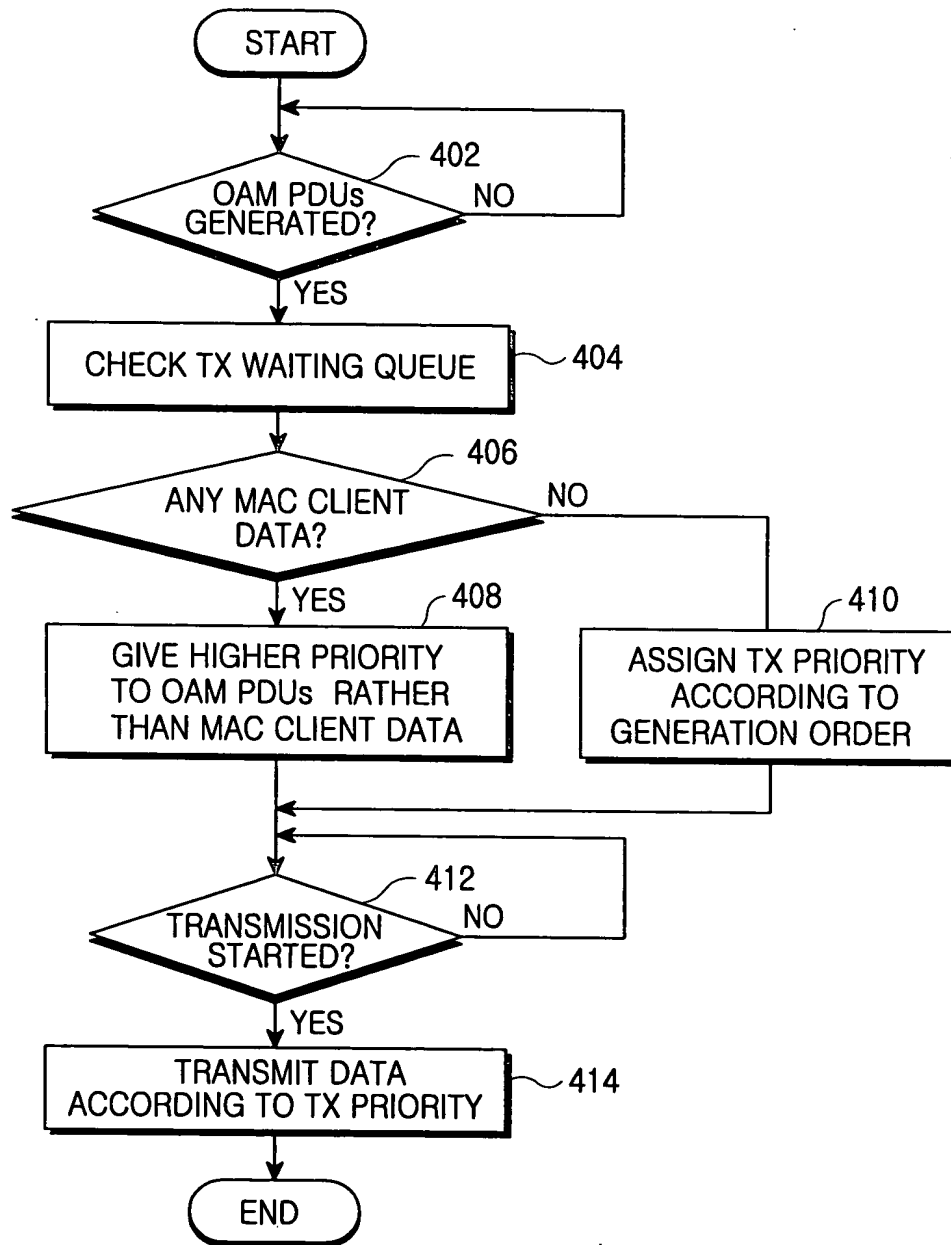 START
402
OAM PDUs
GENERATED?
NO
YES
CHECK TX WAITING QUEUE
404
406
ANY MAC CLIENT
DATA?
NO
YES
408
GIVE HIGHER PRIORITY
TO OAM PDUs RATHER
THAN MAC CLIENT DATA
410
ASSIGN TX PRIORITY
ACCORDING TO
GENERATION ORDER
412
TRANSMISSION
STARTED?
NO
YES
TRANSMIT DATA
ACCORDING TO TX PRIORITY
414
END